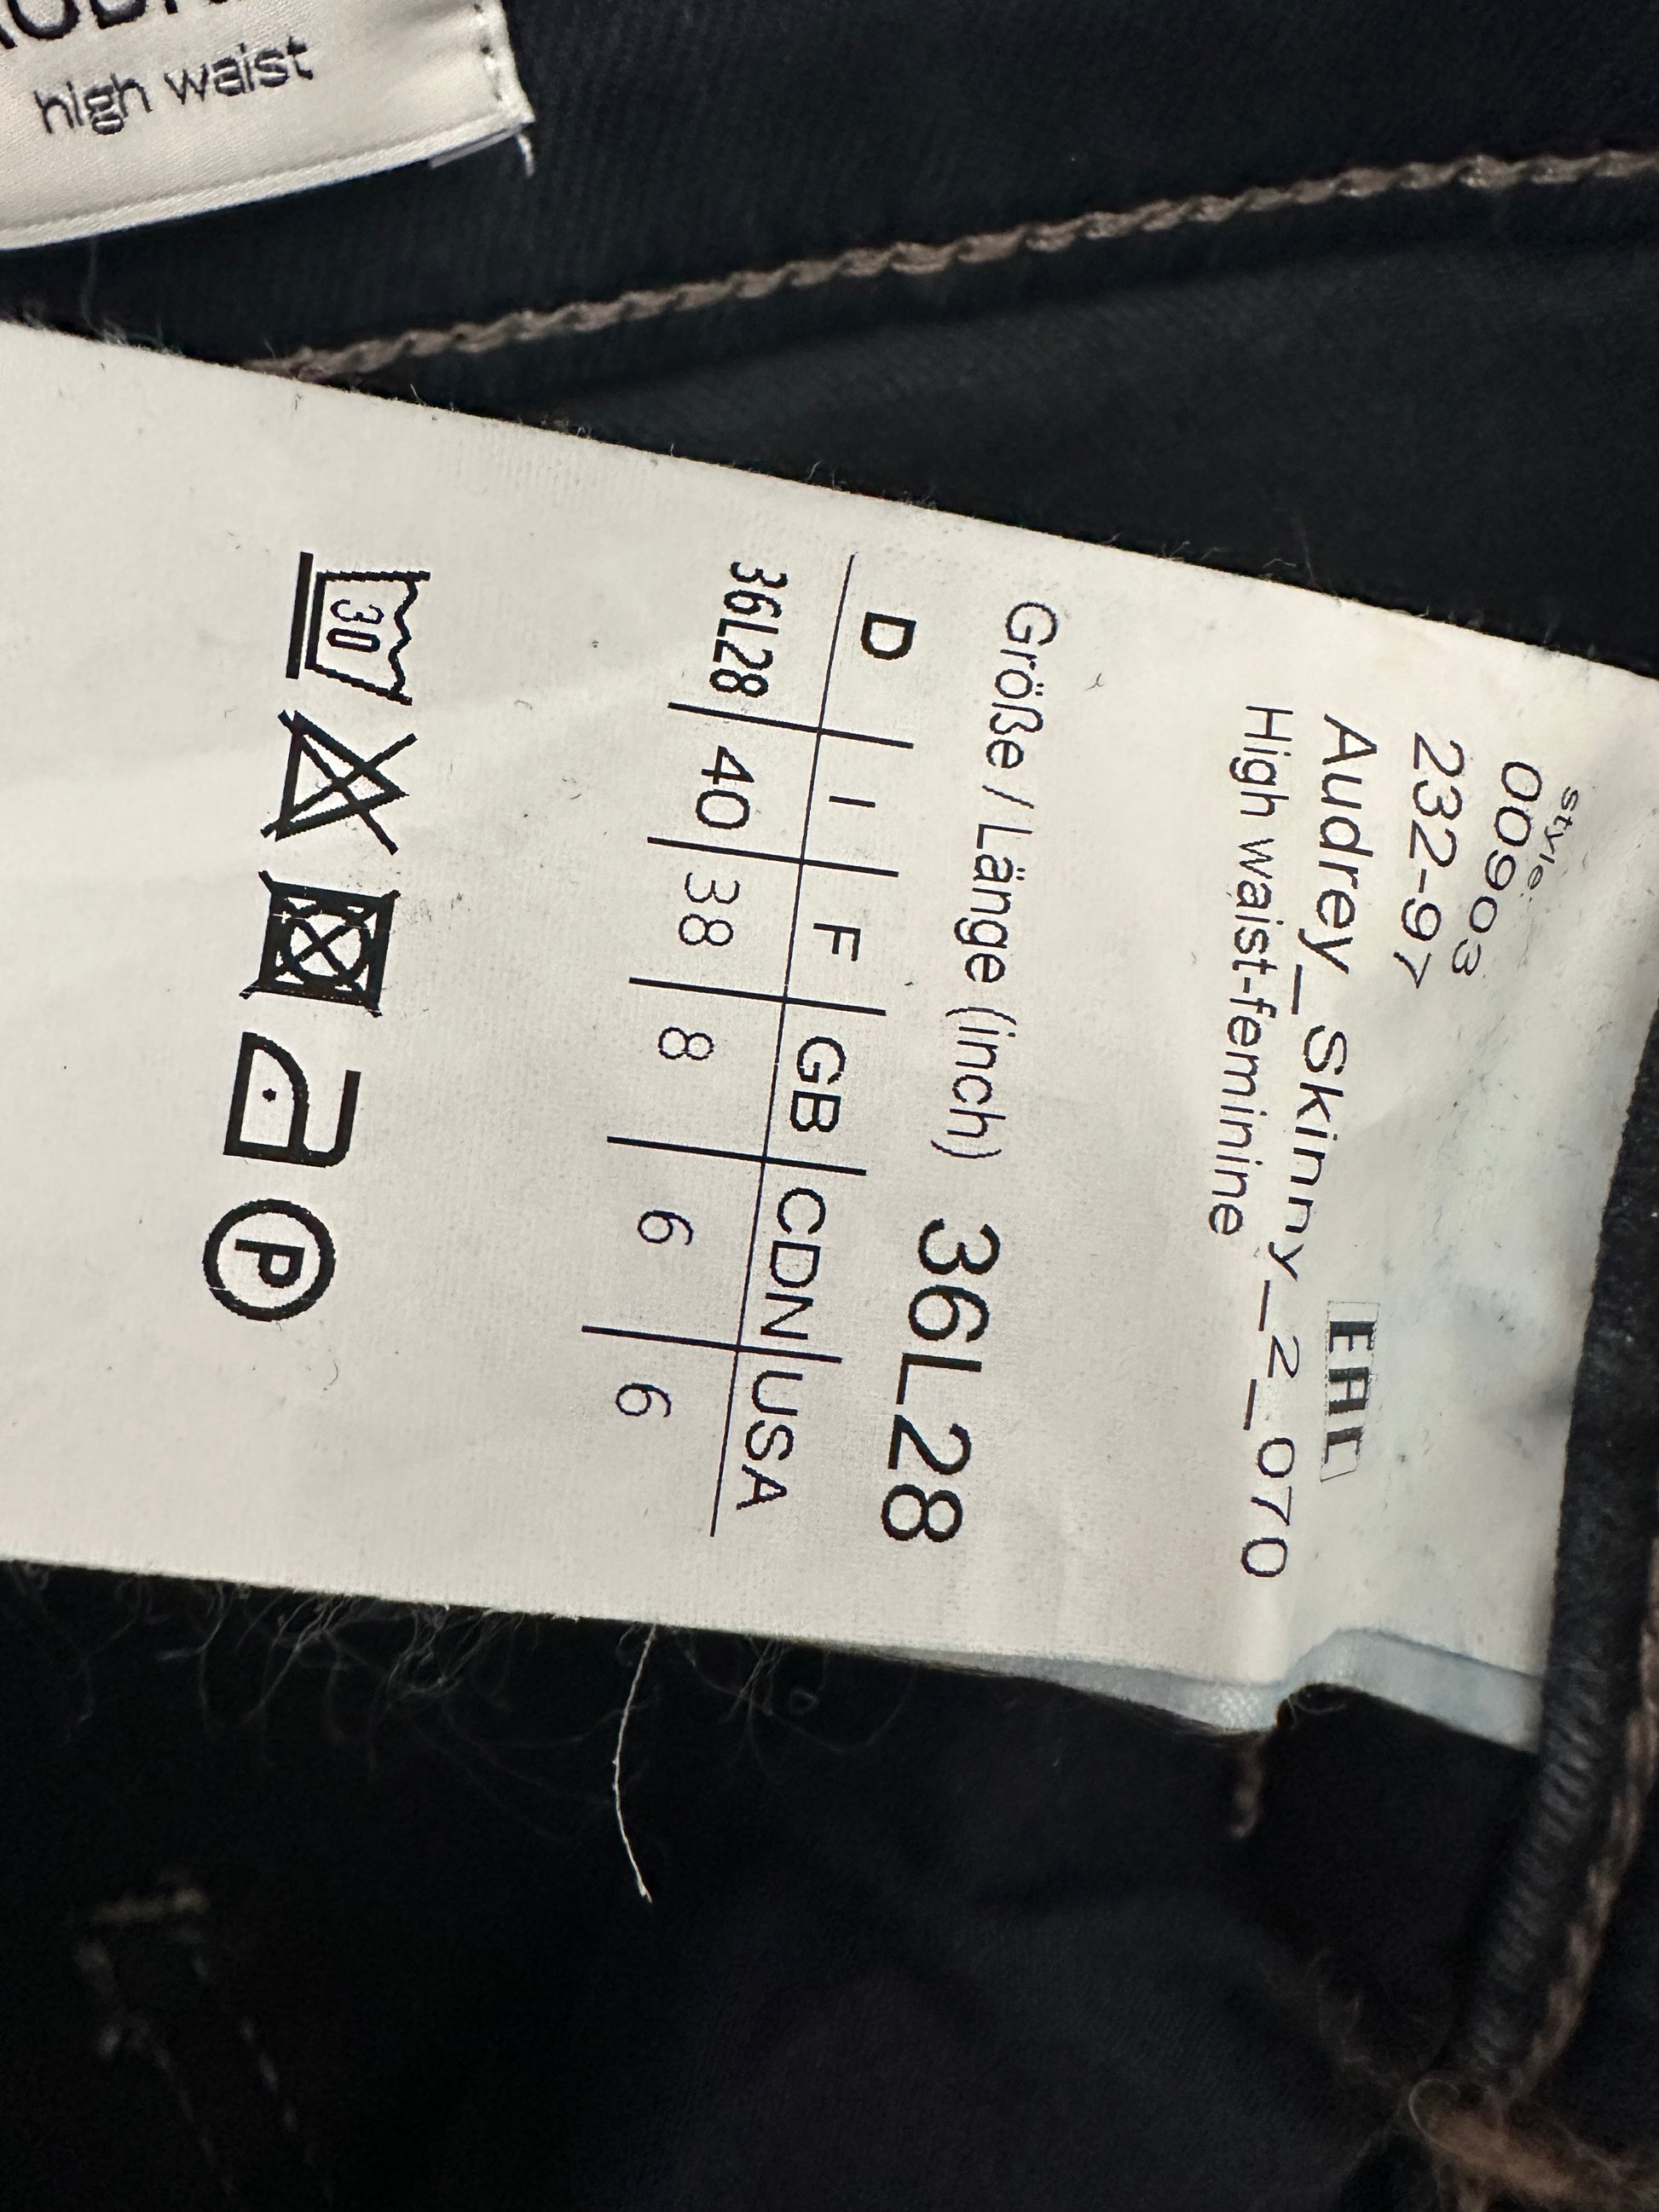 high waist
style:
00903
232-97
EAC
Audrey_Skinny_2_070
High waist-feminine
Größe / Länge (inch) 36L28
D I F GB CDN USA
36L28 40 38 8 6 6
30 P